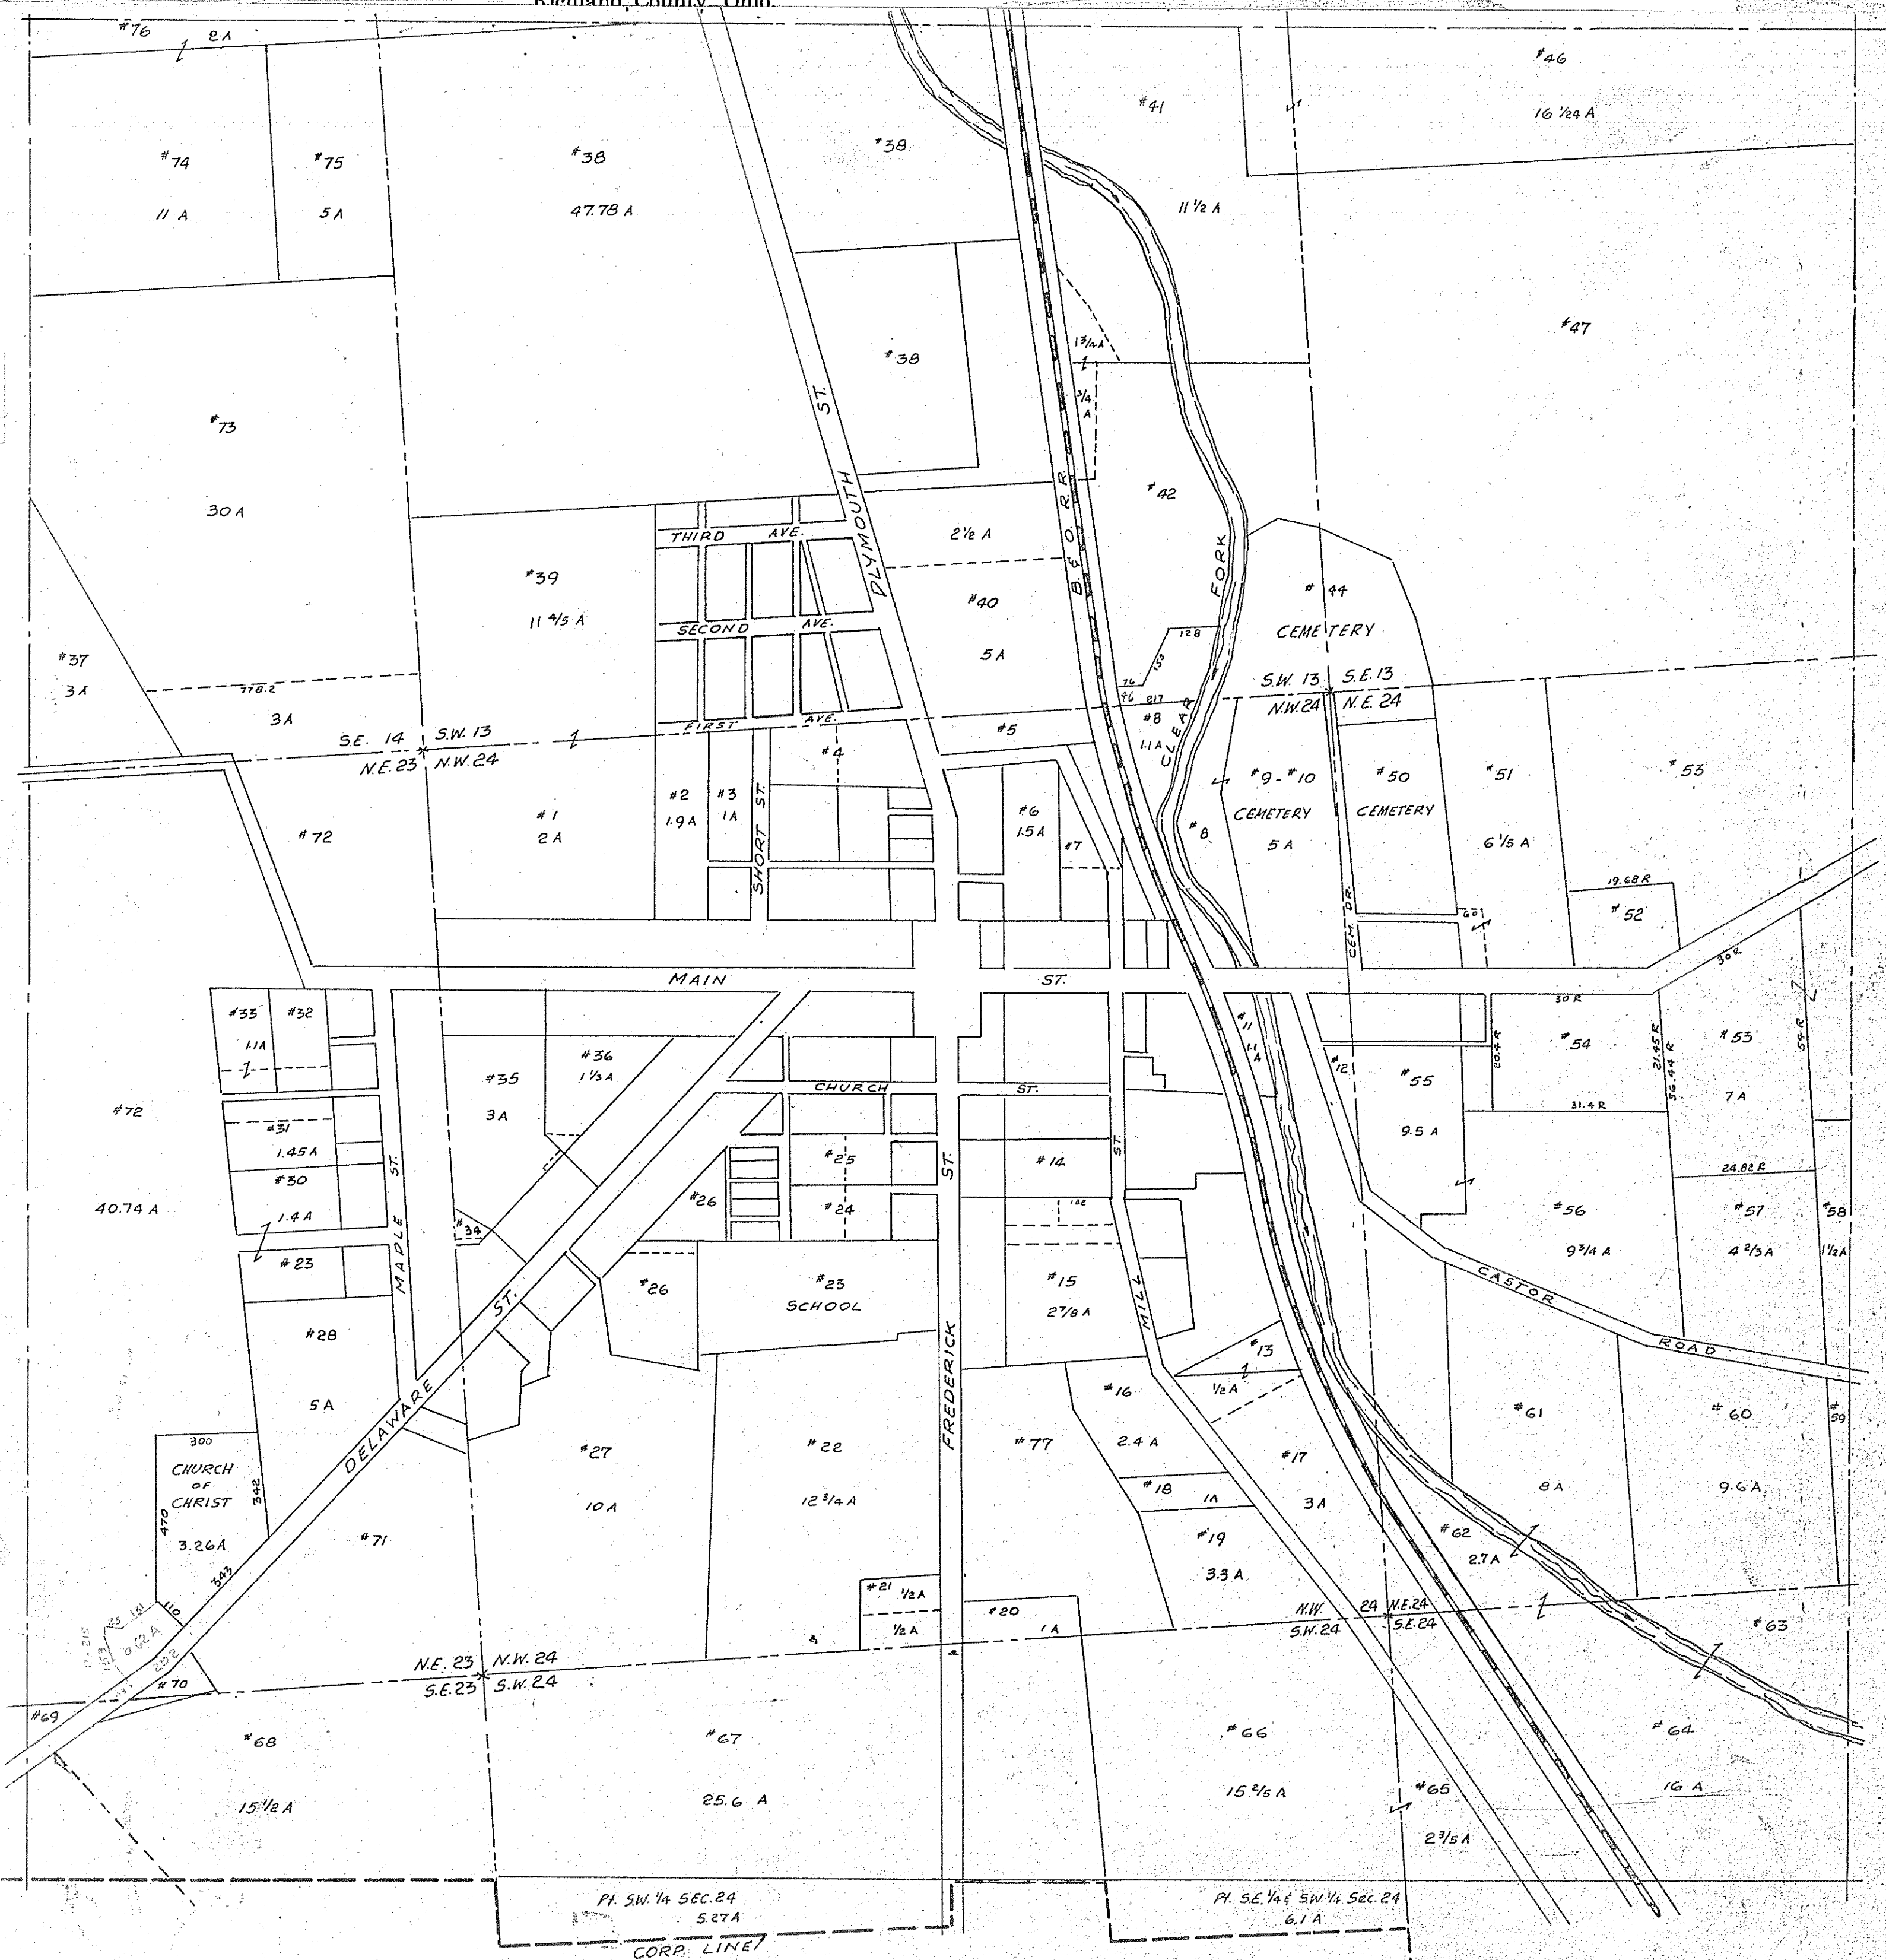 Richland, County, Ohio.
#76
2A
#46
16 1/24 A
#41
#74
#75
#38
#38
11 A
5A
47.78 A
11 1/2 A
#47
#38
1 3/4 A
3/4
A
ST.
#73
30 A
#42
THIRD AVE.
2 1/2 A
PLYMOUTH
B. & O. R.R.
FORK
#39
11 4/5 A
#40
5A
#44
CEMETERY
SECOND AVE.
128
153
76
46
217
#37
3A
778.2
3A
S.W. 13
S.E. 13
N.W. 24
N.E. 24
S.E. 14
S.W. 13
N.E. 23
N.W. 24
FIRST AVE.
#4
#5
#8
1.1 A
CLEAR
#72
#1
2A
#2
1.9 A
#3
1A
SHORT ST.
#6
1.5 A
#7
#8
#9-#10
CEMETERY
5 A
#50
CEMETERY
#51
6 1/5 A
#53
19.68 R
#52
60
CEM. DR.
30 R
MAIN ST.
#33
#32
1.1A
#36
1 1/3 A
#35
3A
#11
1.1
A
#12
30 R
20.4 R
#54
21.45 R
56.44 R
#53
7A
54 R
CHURCH ST.
#55
9.5 A
31.4 R
#72
40.74 A
#31
1.45A
#30
1.4 A
#23
MAPLE ST.
#34
#26
#25
#24
ST.
#14
102
ST.
24.82 R
#56
9 3/4 A
#57
4 2/3 A
#58
1 1/2 A
#26
#23
SCHOOL
#15
2 7/8 A
MILL
CASTOR ROAD
#28
5A
DELAWARE ST.
FREDERICK
#13
1/2 A
#16
2.4 A
#77
#17
3A
#18
1A
#19
3.3 A
#61
8A
#60
9.6 A
#59
300
CHURCH
OF
CHRIST
3.26A
470
342
343
#71
#27
10 A
#22
12 3/4 A
#21
1/2 A
1/2 A
#20
1A
#62
2.7 A
#63
110
131
25
0.62 A
202
#70
#69
N.E. 23
N.W. 24
S.E. 23
S.W. 24
N.W. 24
N.E. 24
S.W. 24
S.E. 24
#68
15 1/2 A
#67
25.6 A
#66
15 2/5 A
#65
2 3/5 A
#64
16 A
Pt. S.W. 1/4 SEC. 24
5.27 A
Pt. S.E. 1/4 & S.W. 1/4 Sec. 24
6.1 A
CORP. LINE